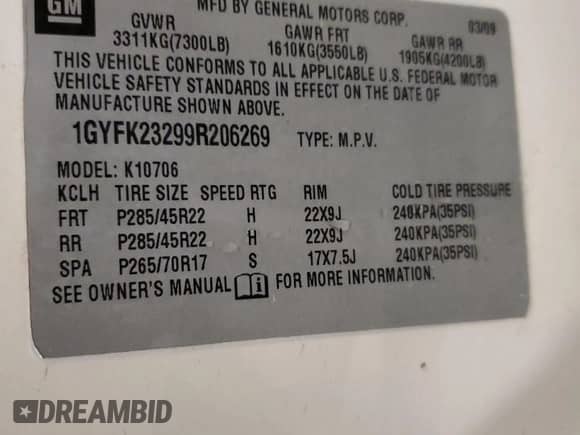 GM
MFD BY GENERAL MOTORS CORP. 03/09
GVWR GAWR FRT GAWR RR
3311KG(7300LB) 1610KG(3550LB) 1905KG(4200LB)
THIS VEHICLE CONFORMS TO ALL APPLICABLE U.S. FEDERAL MOTOR
VEHICLE SAFETY STANDARDS IN EFFECT ON THE DATE OF
MANUFACTURE SHOWN ABOVE.
1GYFK23299R206269 TYPE: M.P.V.
MODEL: K10706
KCLH TIRE SIZE SPEED RTG RIM COLD TIRE PRESSURE
FRT P285/45R22 H 22X9J 240KPA(35PSI)
RR P285/45R22 H 22X9J 240KPA(35PSI)
SPA P265/70R17 S 17X7.5J 240KPA(35PSI)
SEE OWNER'S MANUAL i FOR MORE INFORMATION.
DREAMBID